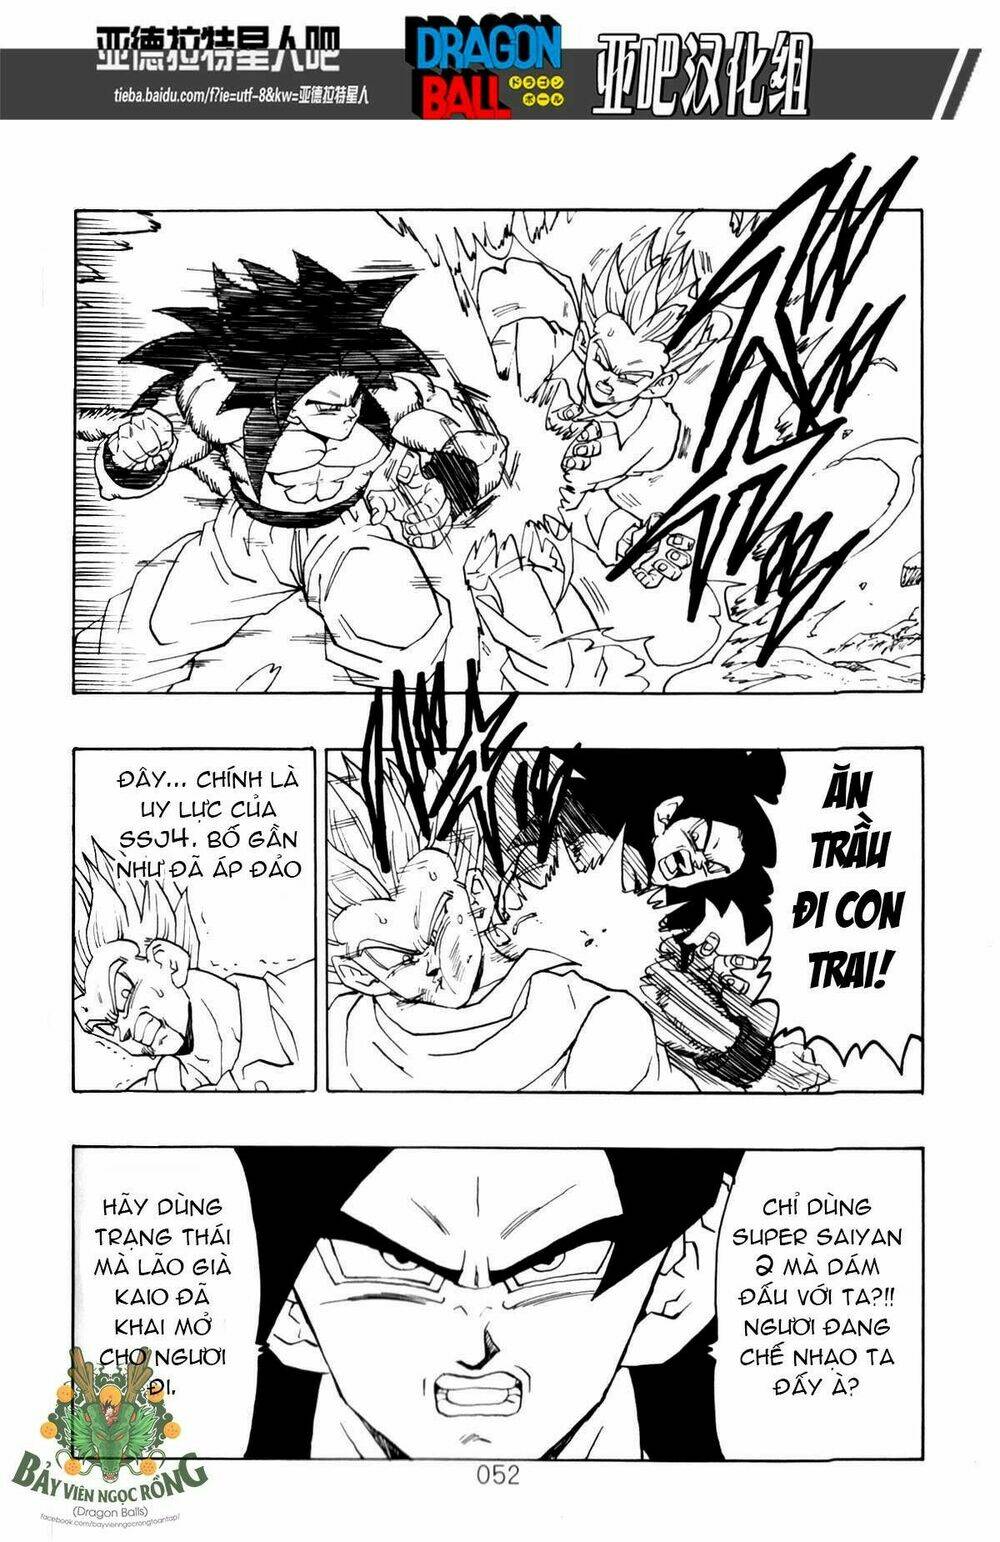 亚德拉特星人吧
tieba.baidu.com/f?ie=utf-8&kw=亚德拉特星人
DRAGON
BALL
ドラゴン
ボール
亚吧汉化组
ĂN
TRẦU
ĐI CON
TRAI!
ĐÂY... CHÍNH LÀ
UY LỰC CỦA
SSJ4. BỐ GẦN
NHƯ ĐÃ ÁP ĐẢO
CHỈ DÙNG
SUPER SAIYAN
2 MÀ DÁM
ĐẤU VỚI TA?!!
NGƯƠI ĐANG
CHẾ NHẠO TA
ĐẤY À?
HÃY DÙNG
TRẠNG THÁI
MÀ LÃO GIÀ
KAIO ĐÃ
KHAI MỞ
CHO NGƯƠI
ĐI.
052
BẢY VIÊN NGỌC RỒNG
(Dragon Balls)
facebook.com/bayvienngocrongtoantap/